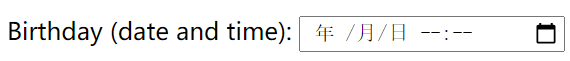 Birthday (date and time): 年 /月/日 --:--